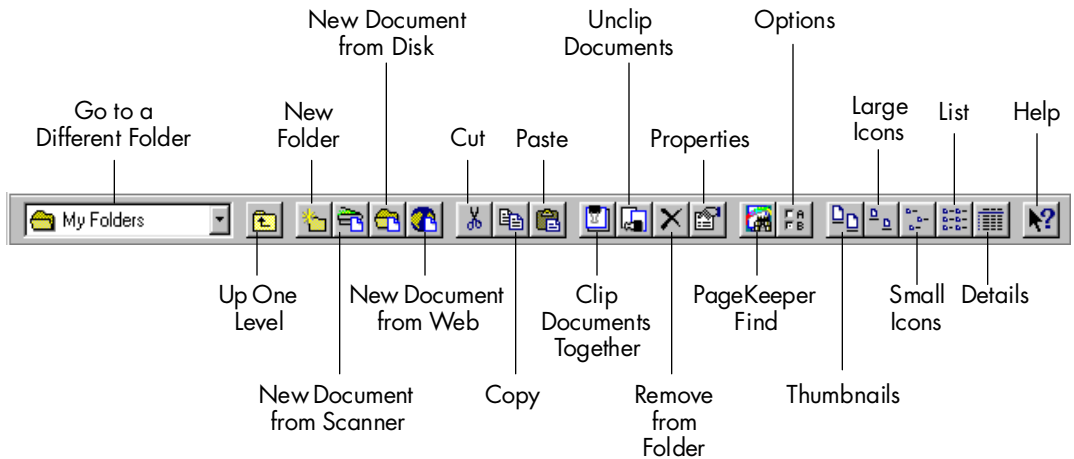 New Document
from Disk
Unclip
Documents
Options
Go to a
Different Folder
New
Folder
Cut
Paste
Properties
Large
Icons
List
Help
My Folders
Up One
Level
New Document
from Web
Clip
Documents
Together
PageKeeper
Find
Small
Icons
Details
New Document
from Scanner
Copy
Remove
from
Folder
Thumbnails